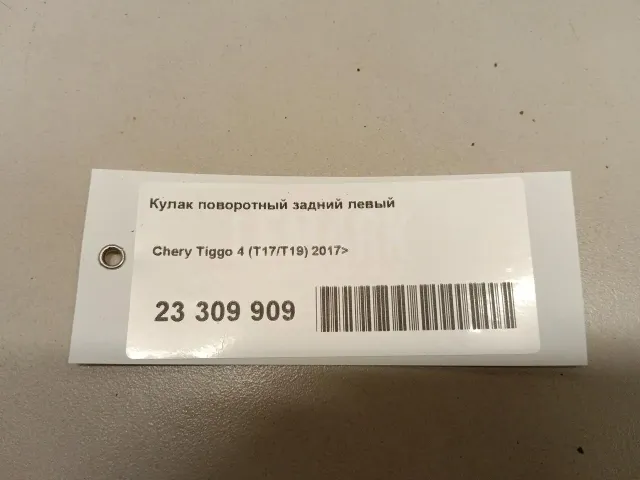 Кулак поворотный задний левый
Chery Tiggo 4 (T17/T19) 2017>
23 309 909